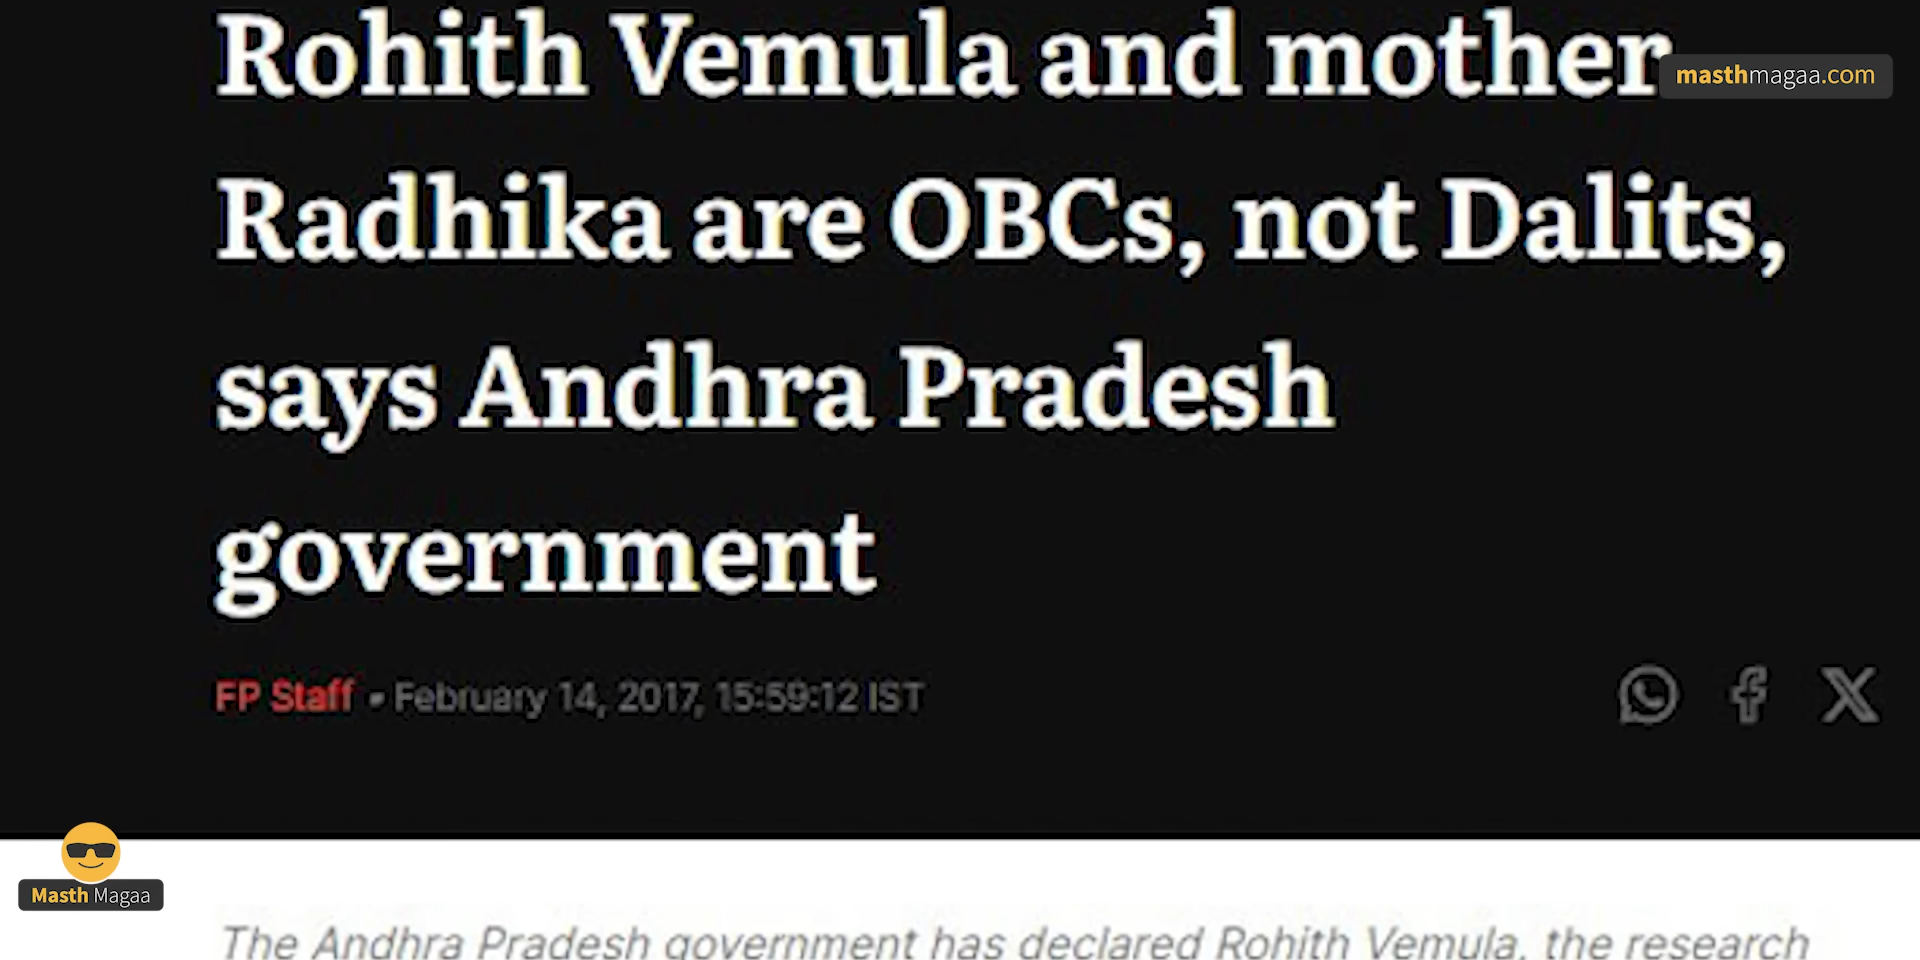 Rohith Vemula and mother
masthmagaa.com
Radhika are OBCs, not Dalits,
says Andhra Pradesh
government
FP Staff • February 14, 2017, 15:59:12 IST
Masth Magaa
The Andhra Pradesh government has declared Rohith Vemula, the research